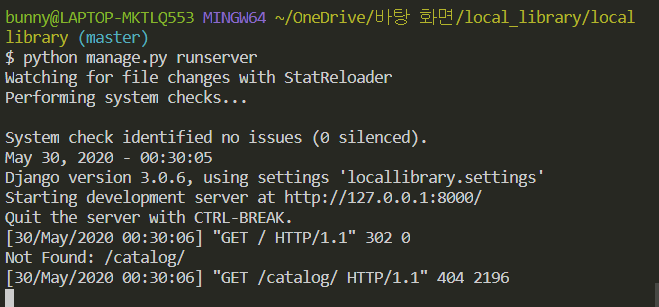 bunny@LAPTOP-MKTLQ553 MINGW64 ~/OneDrive/바탕 화면/local_library/local
library (master)
$ python manage.py runserver
Watching for file changes with StatReloader
Performing system checks...
System check identified no issues (0 silenced).
May 30, 2020 - 00:30:05
Django version 3.0.6, using settings 'locallibrary.settings'
Starting development server at http://127.0.0.1:8000/
Quit the server with CTRL-BREAK.
[30/May/2020 00:30:06] "GET / HTTP/1.1" 302 0
Not Found: /catalog/
[30/May/2020 00:30:06] "GET /catalog/ HTTP/1.1" 404 2196